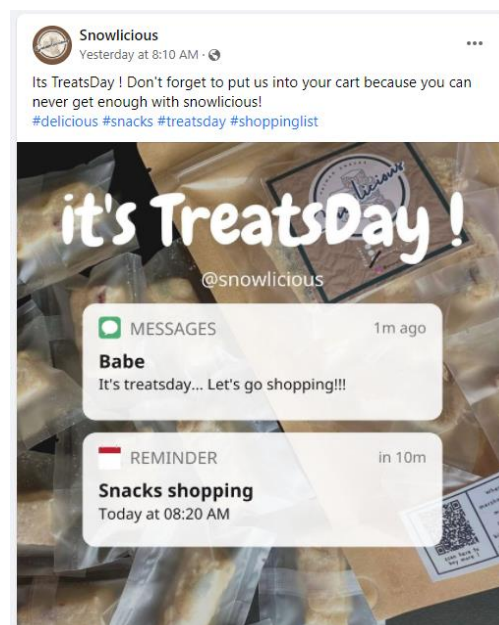 Snowlicious
Yesterday at 8:10 AM ·
Its TreatsDay ! Don't forget to put us into your cart because you can
never get enough with snowlicious!
#delicious #snacks #treatsday #shoppinglist
it's TreatsDay !
@snowlicious
MESSAGES 1m ago
Babe
It's treatsday... Let's go shopping!!!
REMINDER in 10m
Snacks shopping
Today at 08:20 AM